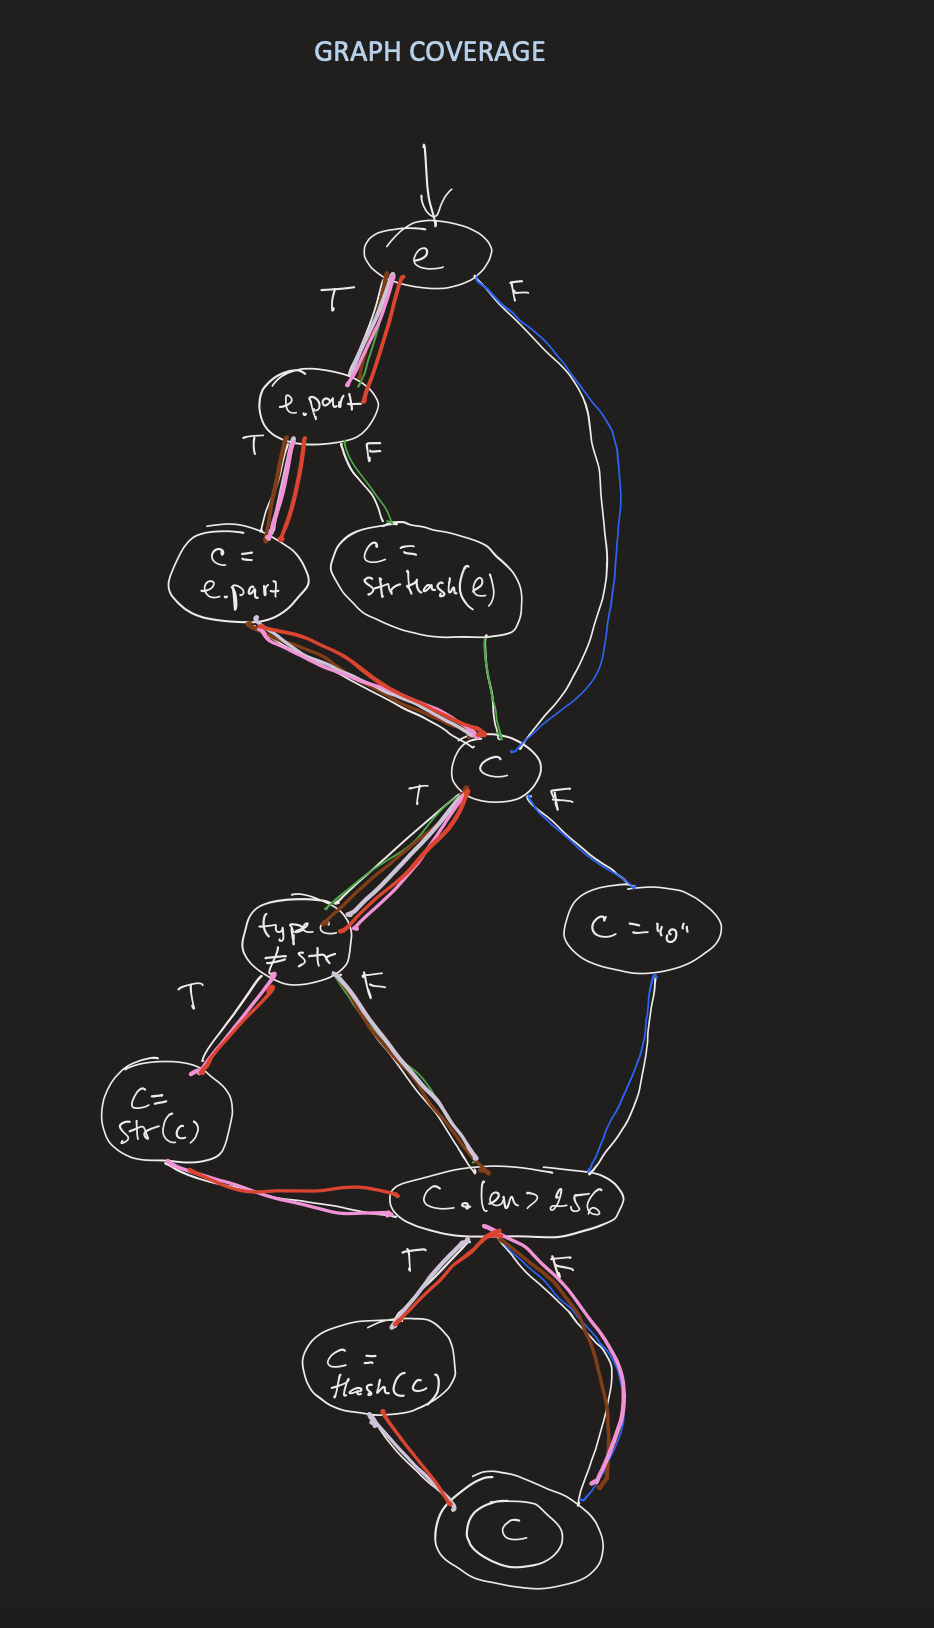 GRAPH COVERAGE
e
T
F
e.part
T
F
C =
e.part
C =
strHash(e)
C
T
F
type C
≠ str
C = "0"
T
F
C =
str(c)
C.len > 256
T
F
C =
Hash(c)
C